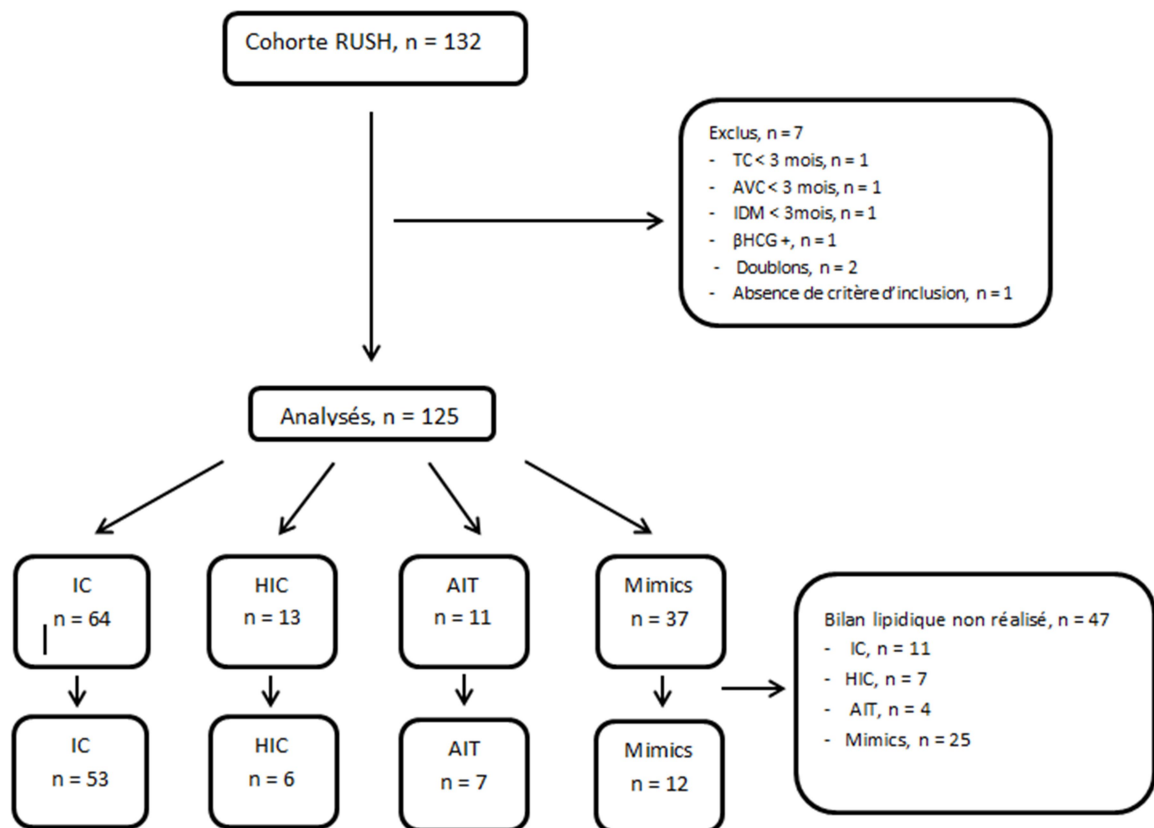 Cohorte RUSH, n = 132
Exclus, n = 7
- TC < 3 mois, n = 1
- AVC < 3 mois, n = 1
- IDM < 3mois, n = 1
- βHCG +, n = 1
- Doublons, n = 2
- Absence de critère d'inclusion, n = 1
Analysés, n = 125
IC
n = 64
HIC
n = 13
AIT
n = 11
Mimics
n = 37
Bilan lipidique non réalisé, n = 47
- IC, n = 11
- HIC, n = 7
- AIT, n = 4
- Mimics, n = 25
IC
n = 53
HIC
n = 6
AIT
n = 7
Mimics
n = 12